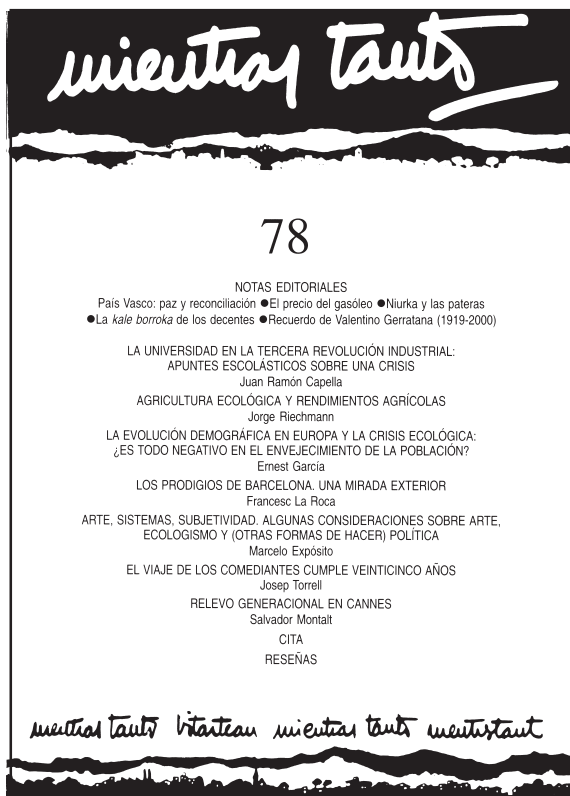 mientras tanto
78
NOTAS EDITORIALES
País Vasco: paz y reconciliación ●El precio del gasóleo ●Niurka y las pateras
●La kale borroka de los decentes ●Recuerdo de Valentino Gerratana (1919-2000)
LA UNIVERSIDAD EN LA TERCERA REVOLUCIÓN INDUSTRIAL:
APUNTES ESCOLÁSTICOS SOBRE UNA CRISIS
Juan Ramón Capella
AGRICULTURA ECOLÓGICA Y RENDIMIENTOS AGRÍCOLAS
Jorge Riechmann
LA EVOLUCIÓN DEMOGRÁFICA EN EUROPA Y LA CRISIS ECOLÓGICA:
¿ES TODO NEGATIVO EN EL ENVEJECIMIENTO DE LA POBLACIÓN?
Ernest García
LOS PRODIGIOS DE BARCELONA. UNA MIRADA EXTERIOR
Francesc La Roca
ARTE, SISTEMAS, SUBJETIVIDAD. ALGUNAS CONSIDERACIONES SOBRE ARTE,
ECOLOGISMO Y (OTRAS FORMAS DE HACER) POLÍTICA
Marcelo Expósito
EL VIAJE DE LOS COMEDIANTES CUMPLE VEINTICINCO AÑOS
Josep Torrell
RELEVO GENERACIONAL EN CANNES
Salvador Montalt
CITA
RESEÑAS
mentras tanto bitartean mientras tanto mentrestant